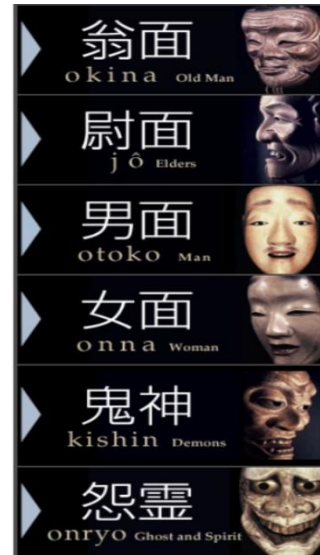 翁面
okina Old Man
尉面
jô Elders
男面
otoko Man
女面
onna Woman
鬼神
kishin Demons
怨霊
onryo Ghost and Spirit